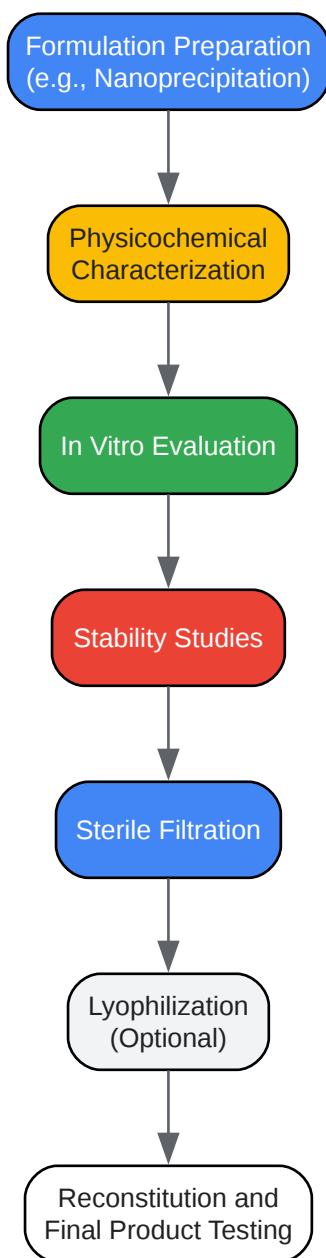 Formulation Preparation
(e.g., Nanoprecipitation)
Physicochemical
Characterization
In Vitro Evaluation
Stability Studies
Sterile Filtration
Lyophilization
(Optional)
Reconstitution and
Final Product Testing